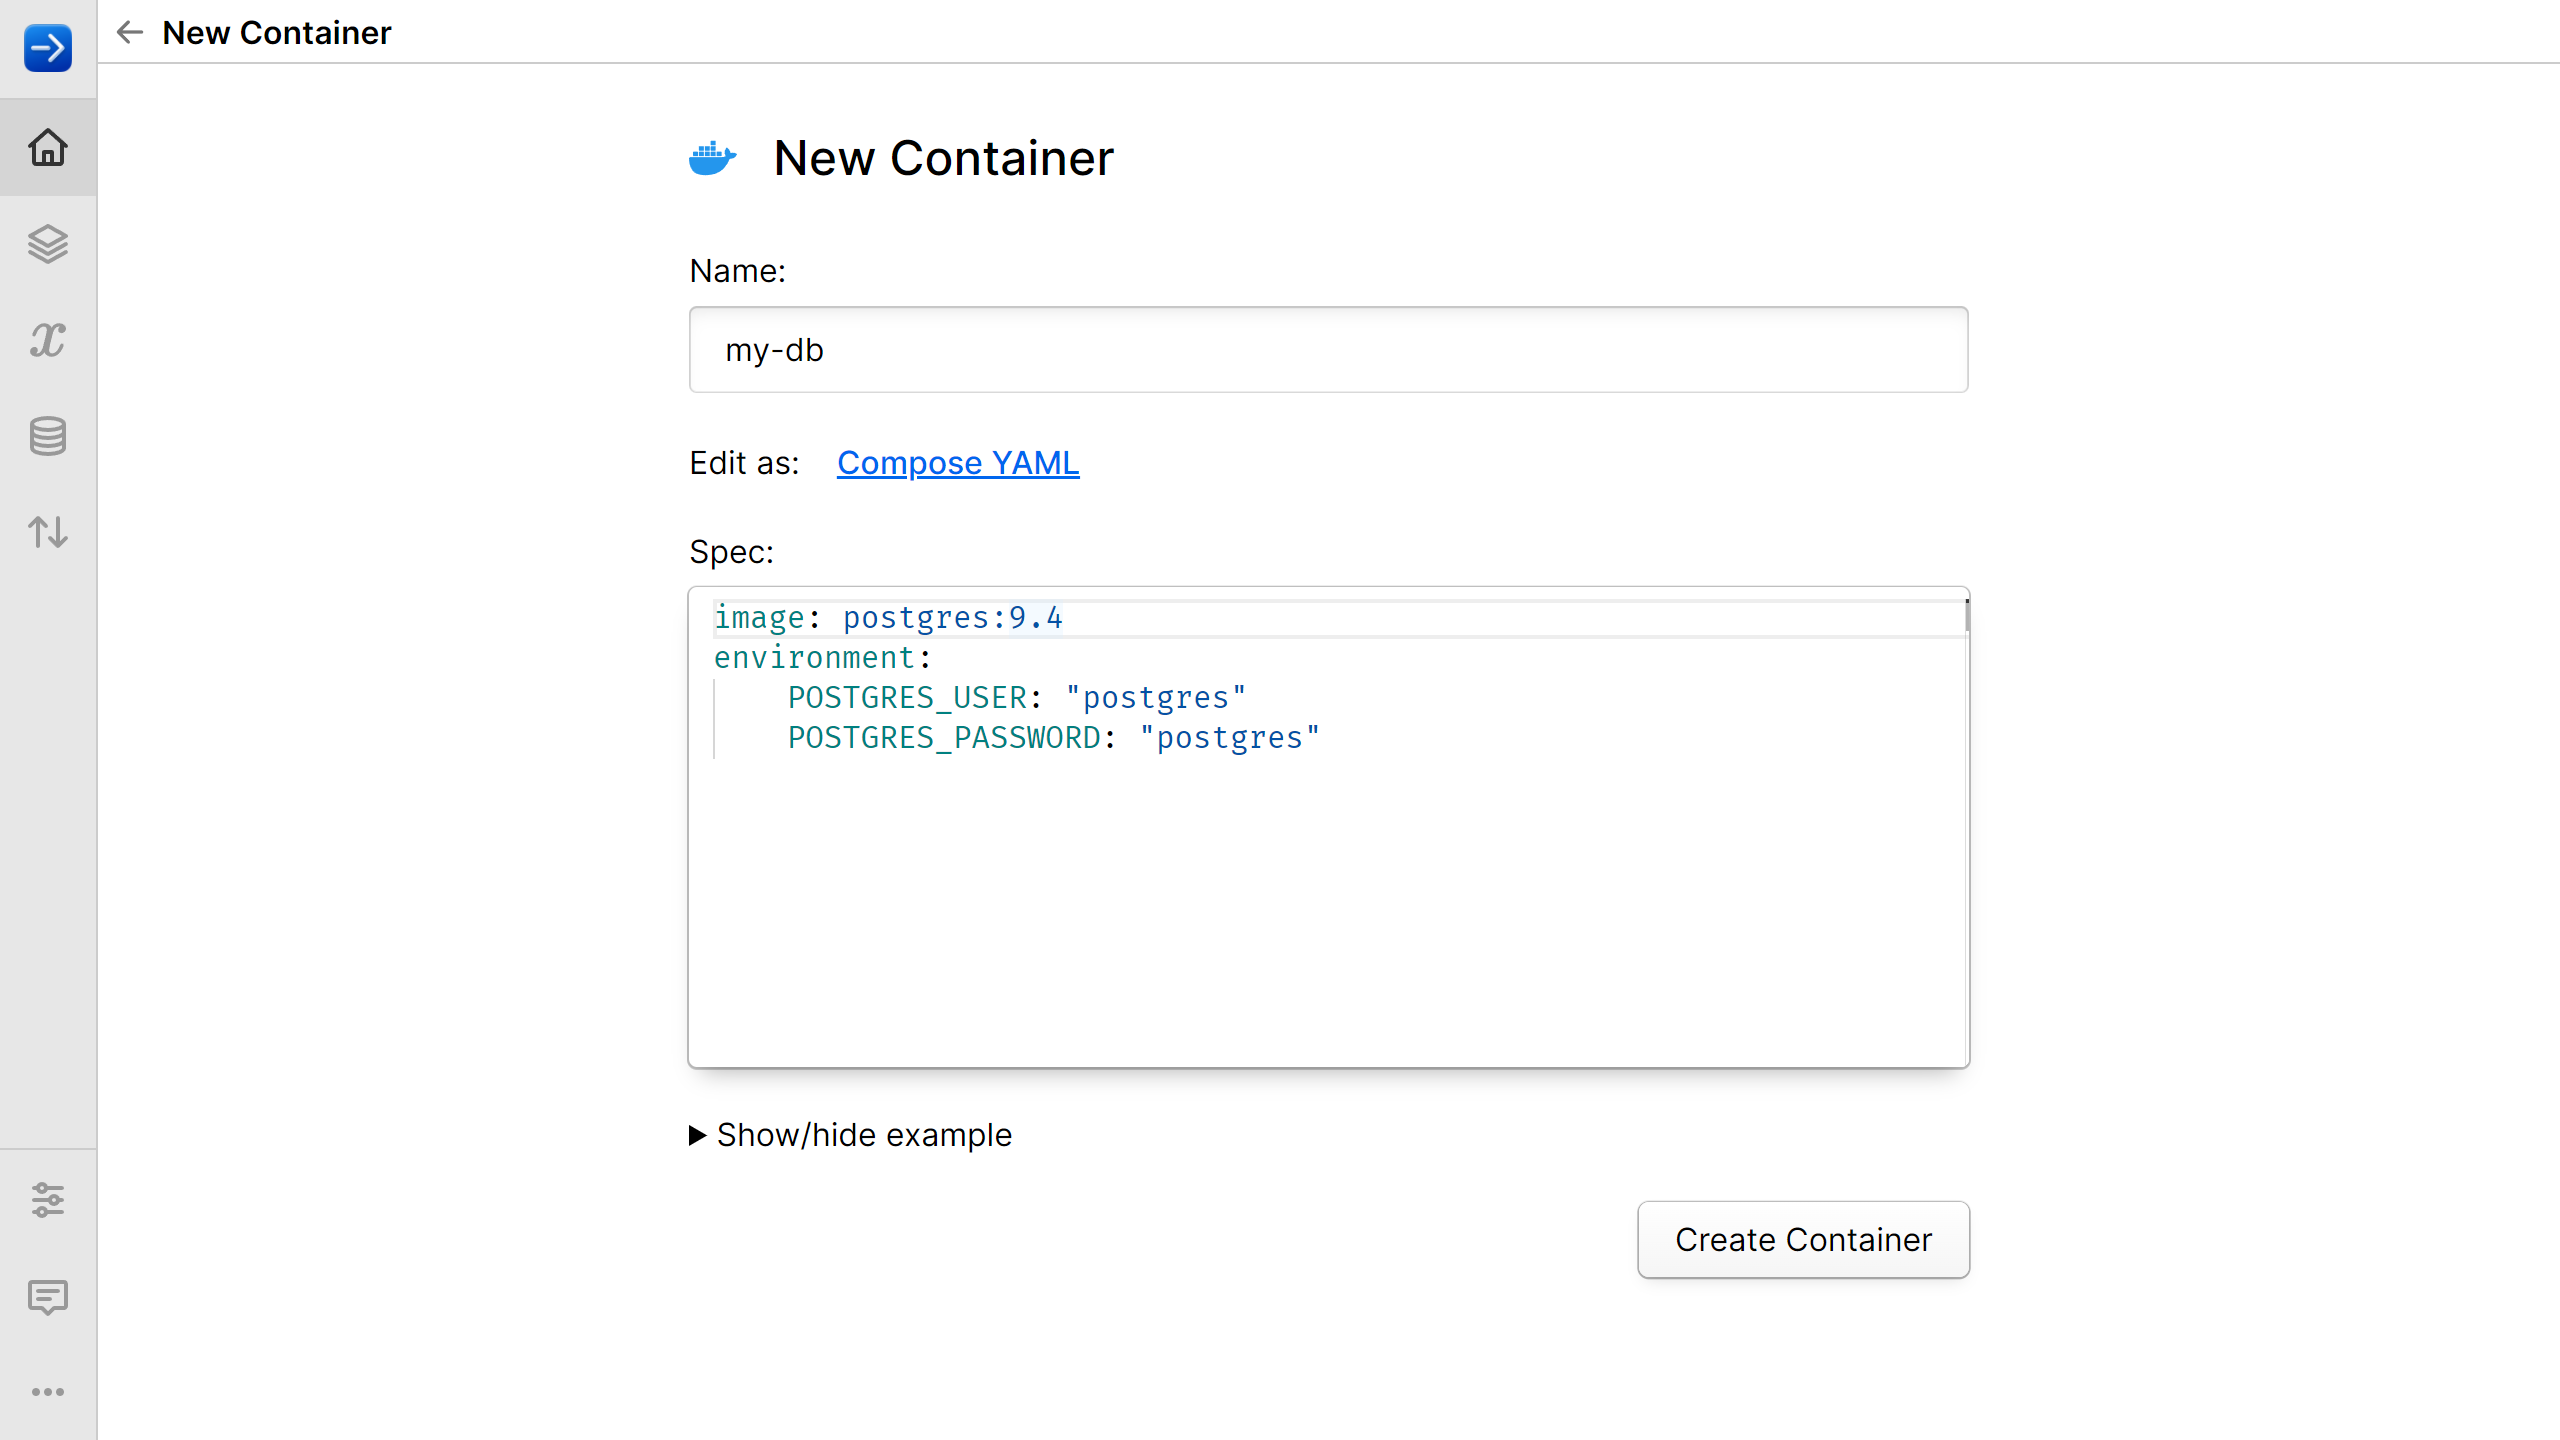 New Container
New Container
Name:
my-db
Edit as: Compose YAML
Spec:
image: postgres:9.4
environment:
    POSTGRES_USER: "postgres"
    POSTGRES_PASSWORD: "postgres"
Show/hide example
Create Container